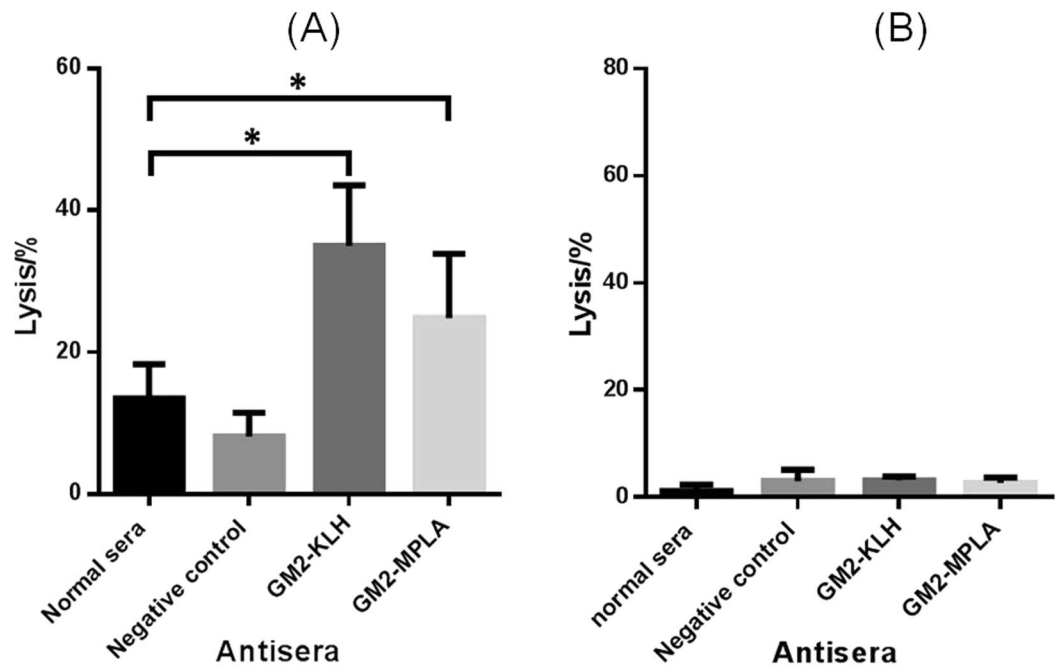 (A)
60
40
20
0
Lysis/%
*
*
Normal sera
Negative control
GM2-KLH
GM2-MPLA
Antisera
(B)
80
60
40
20
0
Lysis/%
normal sera
Negative control
GM2-KLH
GM2-MPLA
Antisera